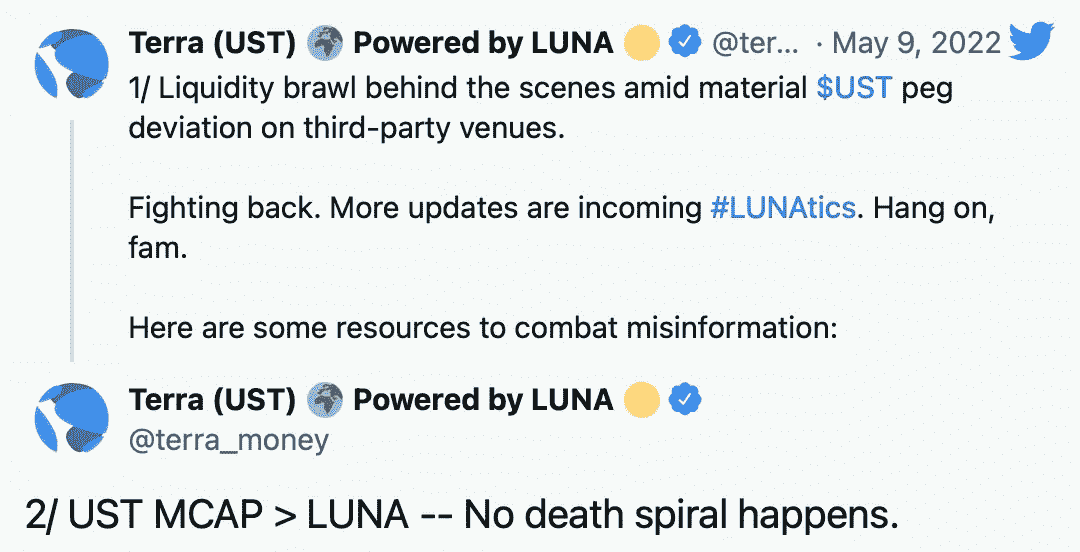 Terra (UST) 🌍 Powered by LUNA 🟡 @ter... · May 9, 2022
1/ Liquidity brawl behind the scenes amid material $UST peg
deviation on third-party venues.
Fighting back. More updates are incoming #LUNAtics. Hang on,
fam.
Here are some resources to combat misinformation:
Terra (UST) 🌍 Powered by LUNA 🟡
@terra_money
2/ UST MCAP > LUNA -- No death spiral happens.